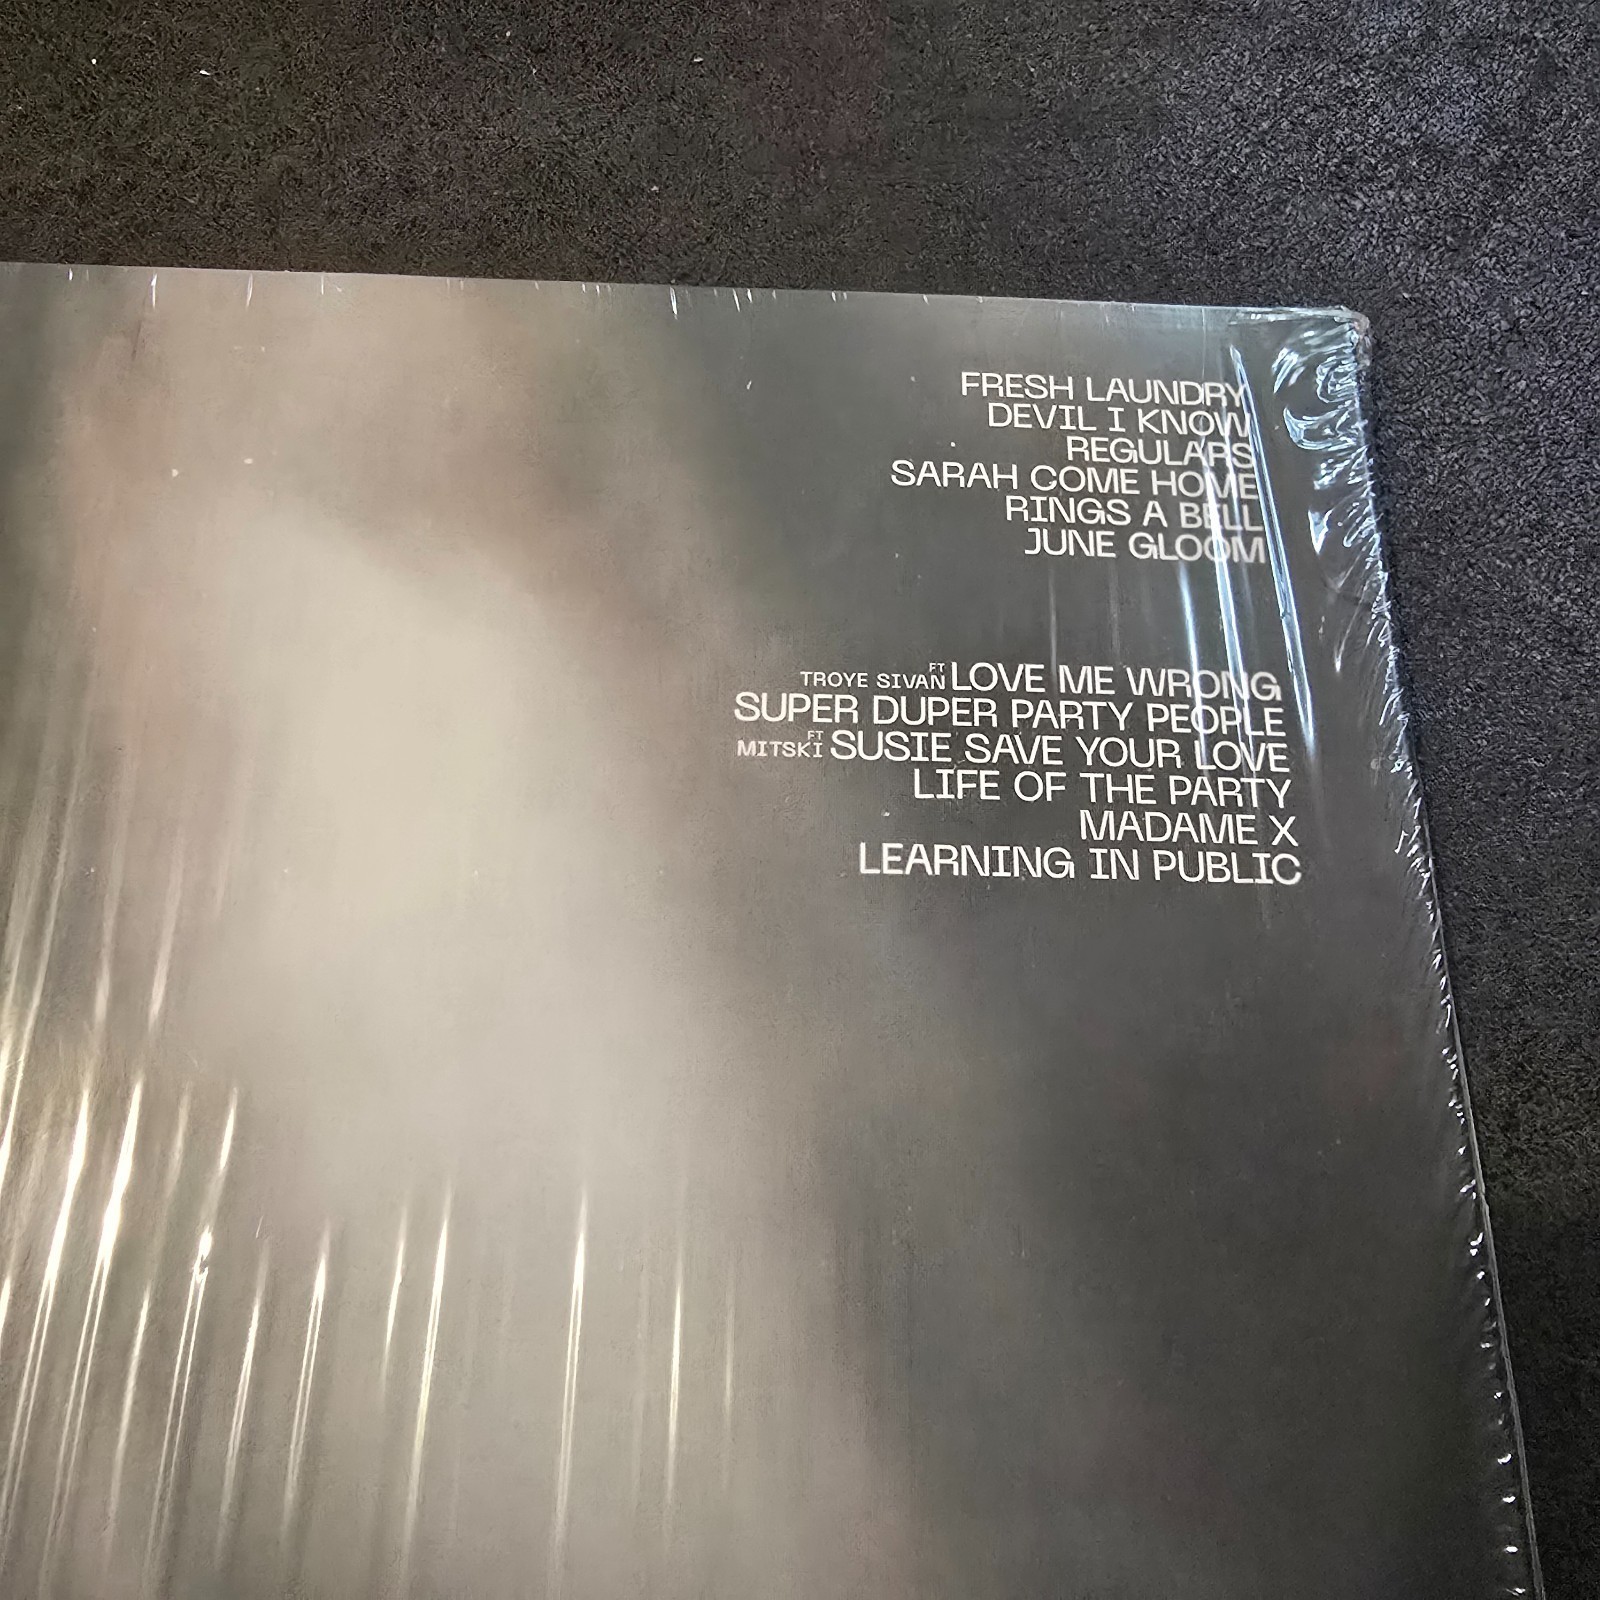 FRESH LAUNDRY
DEVIL I KNOW
REGULARS
SARAH COME HOME
RINGS A BELL
JUNE GLOOM
FT TROYE SIVAN LOVE ME WRONG
SUPER DUPER PARTY PEOPLE
FT MITSKI SUSIE SAVE YOUR LOVE
LIFE OF THE PARTY
MADAME X
LEARNING IN PUBLIC